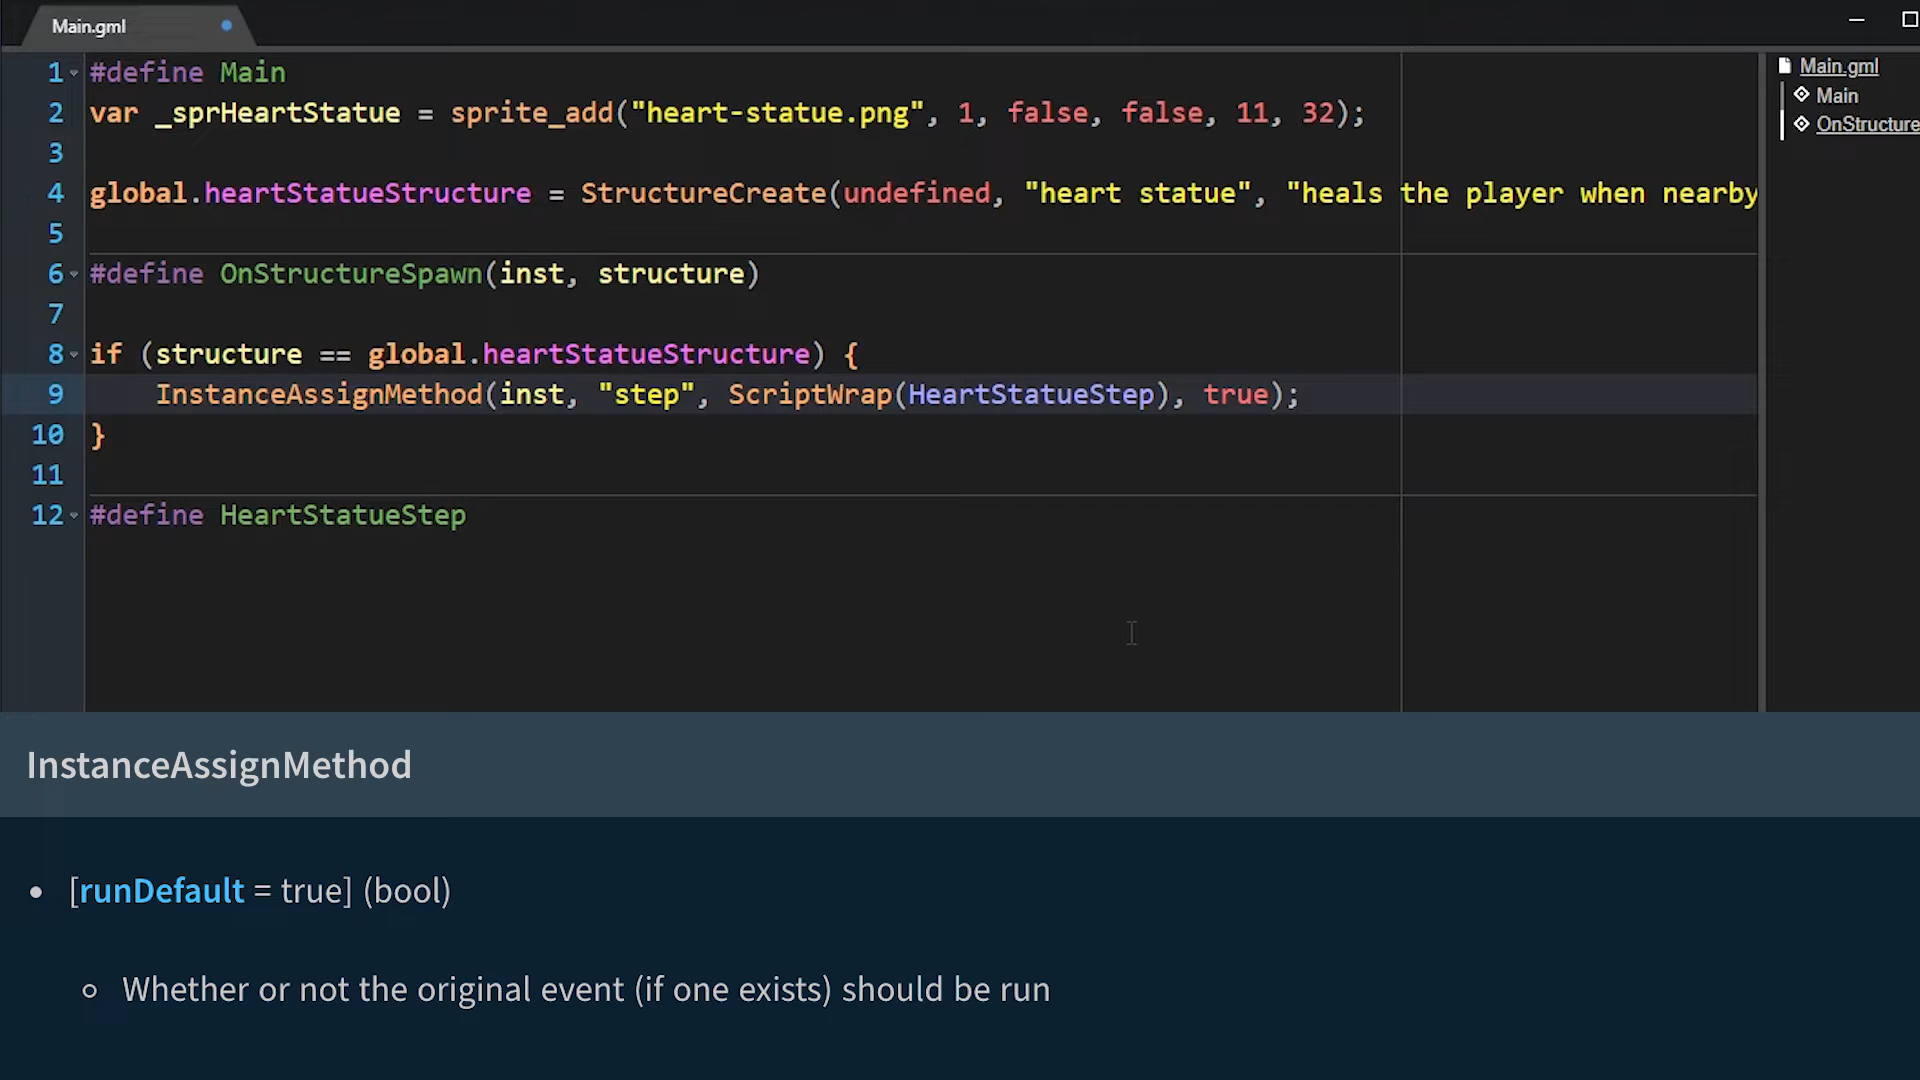 Main.gml
1 #define Main
2 var _sprHeartStatue = sprite_add("heart-statue.png", 1, false, false, 11, 32);
3
4 global.heartStatueStructure = StructureCreate(undefined, "heart statue", "heals the player when nearby
5
6 #define OnStructureSpawn(inst, structure)
7
8 if (structure == global.heartStatueStructure) {
9 InstanceAssignMethod(inst, "step", ScriptWrap(HeartStatueStep), true);
10 }
11
12 #define HeartStatueStep
Main.gml
Main
OnStructure
InstanceAssignMethod
• [runDefault = true] (bool)
○ Whether or not the original event (if one exists) should be run